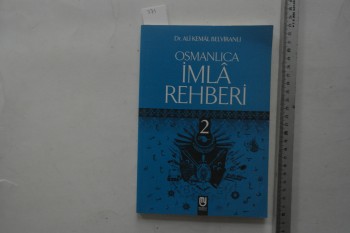 Dr. ALİ KEMAL BELVİRANLI
OSMANLICA
İMLÂ
REHBERİ
2